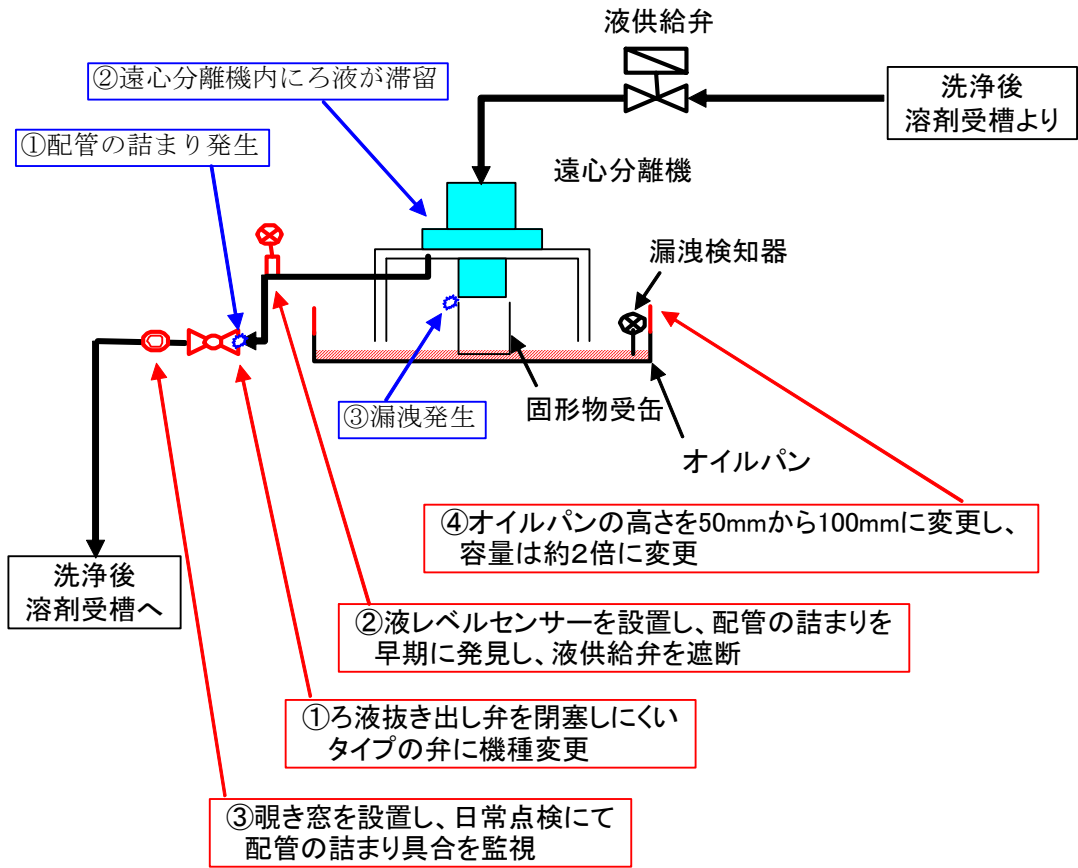 液供給弁
②遠心分離機内にろ液が滞留
洗浄後
溶剤受槽より
①配管の詰まり発生
遠心分離機
漏洩検知器
③漏洩発生
固形物受缶
オイルパン
④オイルパンの高さを50mmから100mmに変更し、
容量は約2倍に変更
洗浄後
溶剤受槽へ
②液レベルセンサーを設置し、配管の詰まりを
早期に発見し、液供給弁を遮断
①ろ液抜き出し弁を閉塞しにくい
タイプの弁に機種変更
③覗き窓を設置し、日常点検にて
配管の詰まり具合を監視